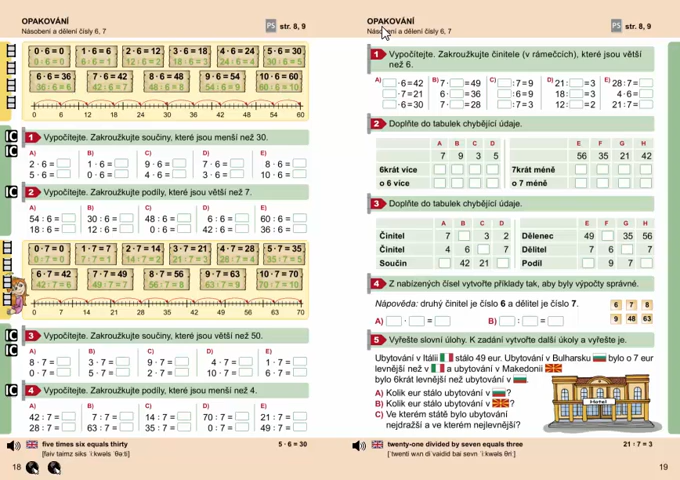 OPAKOVÁNÍ
Násobení a dělení čísly 6, 7
PS str. 8, 9
0 · 6 = 0 1 · 6 = 6 2 · 6 = 12 3 · 6 = 18 4 · 6 = 24 5 · 6 = 30
0 : 6 = 0 6 : 6 = 1 12 : 6 = 2 18 : 6 = 3 24 : 6 = 4 30 : 6 = 5
6 · 6 = 36 7 · 6 = 42 8 · 6 = 48 9 · 6 = 54 10 · 6 = 60
36 : 6 = 6 42 : 6 = 7 48 : 6 = 8 54 : 6 = 9 60 : 6 = 10
0 6 12 18 24 30 36 42 48 54 60
1 Vypočítejte. Zakroužkujte součiny, které jsou menší než 30.
A) B) C) D) E)
2 · 6 = 1 · 6 = 9 · 6 = 7 · 6 = 8 · 6 =
5 · 6 = 0 · 6 = 4 · 6 = 3 · 6 = 10 · 6 =
2 Vypočítejte. Zakroužkujte podíly, které jsou větší než 7.
A) B) C) D) E)
54 : 6 = 30 : 6 = 48 : 6 = 6 : 6 = 60 : 6 =
18 : 6 = 12 : 6 = 0 : 6 = 42 : 6 = 36 : 6 =
0 · 7 = 0 1 · 7 = 7 2 · 7 = 14 3 · 7 = 21 4 · 7 = 28 5 · 7 = 35
0 : 7 = 0 7 : 7 = 1 14 : 7 = 2 21 : 7 = 3 28 : 7 = 4 35 : 7 = 5
6 · 7 = 42 7 · 7 = 49 8 · 7 = 56 9 · 7 = 63 10 · 7 = 70
42 : 7 = 6 49 : 7 = 7 56 : 7 = 8 63 : 7 = 9 70 : 7 = 10
0 7 14 21 28 35 42 49 56 63 70
3 Vypočítejte. Zakroužkujte součiny, které jsou větší než 50.
A) B) C) D) E)
8 · 7 = 3 · 7 = 9 · 7 = 4 · 7 = 1 · 7 =
0 · 7 = 5 · 7 = 2 · 7 = 10 · 7 = 6 · 7 =
4 Vypočítejte. Zakroužkujte podíly, které jsou menší než 4.
A) B) C) D) E)
42 : 7 = 7 : 7 = 14 : 7 = 70 : 7 = 21 : 7 =
28 : 7 = 63 : 7 = 35 : 7 = 0 : 7 = 49 : 7 =
five times six equals thirty 5 · 6 = 30
18
OPAKOVÁNÍ
Násobení a dělení čísly 6, 7
PS str. 8, 9
1 Vypočítejte. Zakroužkujte činitele (v rámečcích), které jsou větší
než 6.
A) B) C) D) E)
· 6 = 42 7 · = 49 : 7 = 9 21 : = 3 28 : 7 =
· 7 = 21 6 · = 36 : 6 = 9 18 : = 3 4 · 6 =
· 6 = 30 7 · = 28 : 7 = 3 12 : = 2 21 : 7 =
2 Doplňte do tabulek chybějící údaje.
A B C D E F G H
7 9 3 5 56 35 21 42
6krát více 7krát méně
o 6 více o 7 méně
3 Doplňte do tabulek chybějící údaje.
A B C D E F G H
Činitel 7 3 2 Dělenec 49 35 56
Činitel 4 6 7 Dělitel 7 6 7
Součin 42 21 Podíl 9 7
4 Z nabízených čísel vytvořte příklady tak, aby byly výpočty správné.
Nápověda: druhý činitel je číslo 6 a dělitel je číslo 7.
6 7 8
A) · = B) : = 9 48 63
5 Vyřešte slovní úlohy. K zadání vytvořte další úkoly a vyřešte je.
Ubytování v Itálii stálo 49 eur. Ubytování v Bulharsku bylo o 7 eur
levnější než v a ubytování v Makedonii
bylo 6krát levnější než ubytování v .
A) Kolik eur stálo ubytování v ?
B) Kolik eur stálo ubytování v ?
C) Ve kterém státě bylo ubytování
nejdražší a ve kterém nejlevnější?
Hotel
twenty-one divided by seven equals three 21 : 7 = 3
19